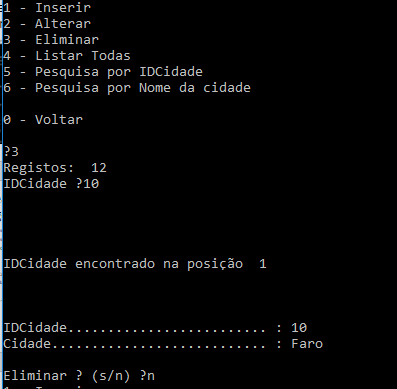 1 - Inserir
2 - Alterar
3 - Eliminar
4 - Listar Todas
5 - Pesquisa por IDCidade
6 - Pesquisa por Nome da cidade
0 - Voltar
?3
Registos:  12
IDCidade ?10
IDCidade encontrado na posição  1
IDCidade......................... : 10
Cidade........................... : Faro
Eliminar ? (s/n) ?n